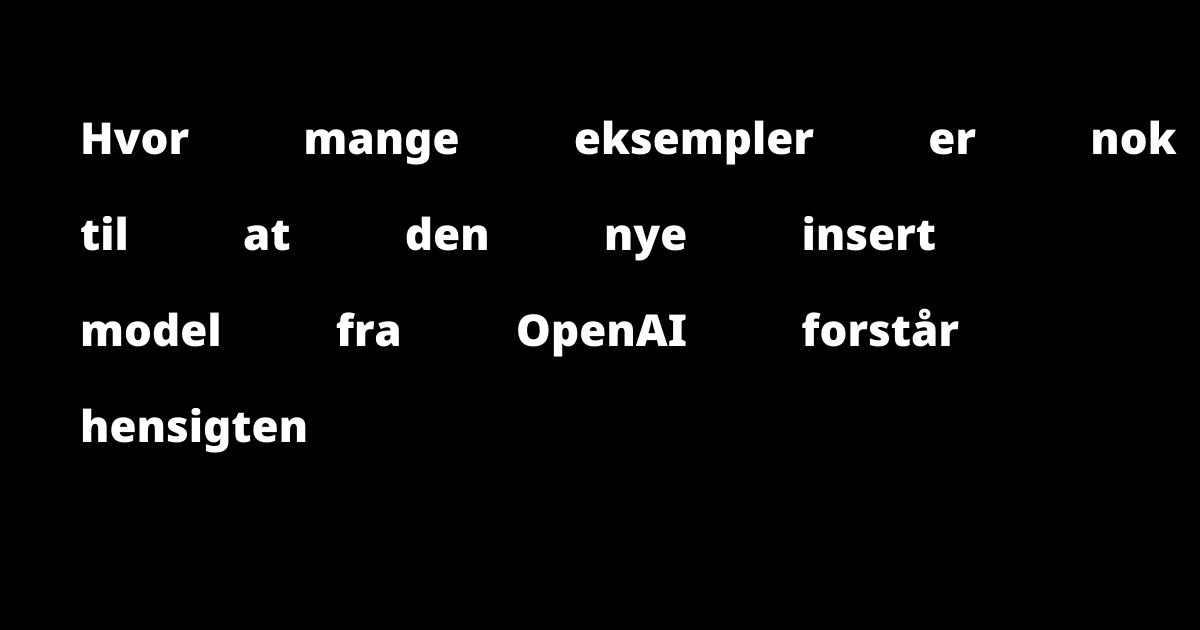 Hvor mange eksempler er nok
til at den nye insert
model fra OpenAI forstår
hensigten